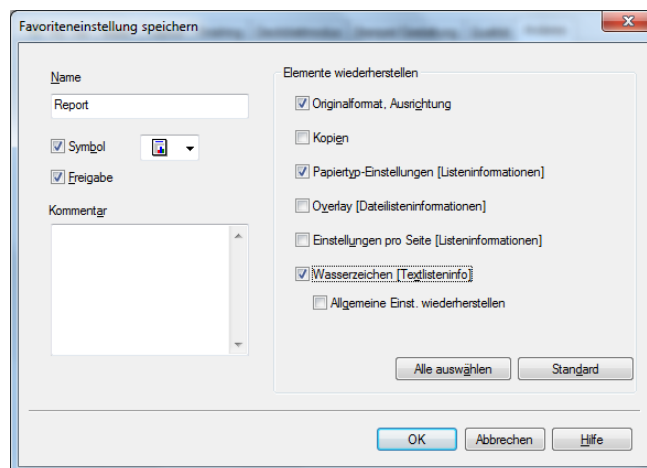 Favoriteneinstellung speichern
Name
Report
Symbol
Freigabe
Kommentar
Elemente wiederherstellen
Originalformat, Ausrichtung
Kopien
Papiertyp-Einstellungen [Listeninformationen]
Overlay [Dateilisteninformationen]
Einstellungen pro Seite [Listeninformationen]
Wasserzeichen [Textlisteninfo]
Allgemeine Einst. wiederherstellen
Alle auswählen
Standard
OK
Abbrechen
Hilfe